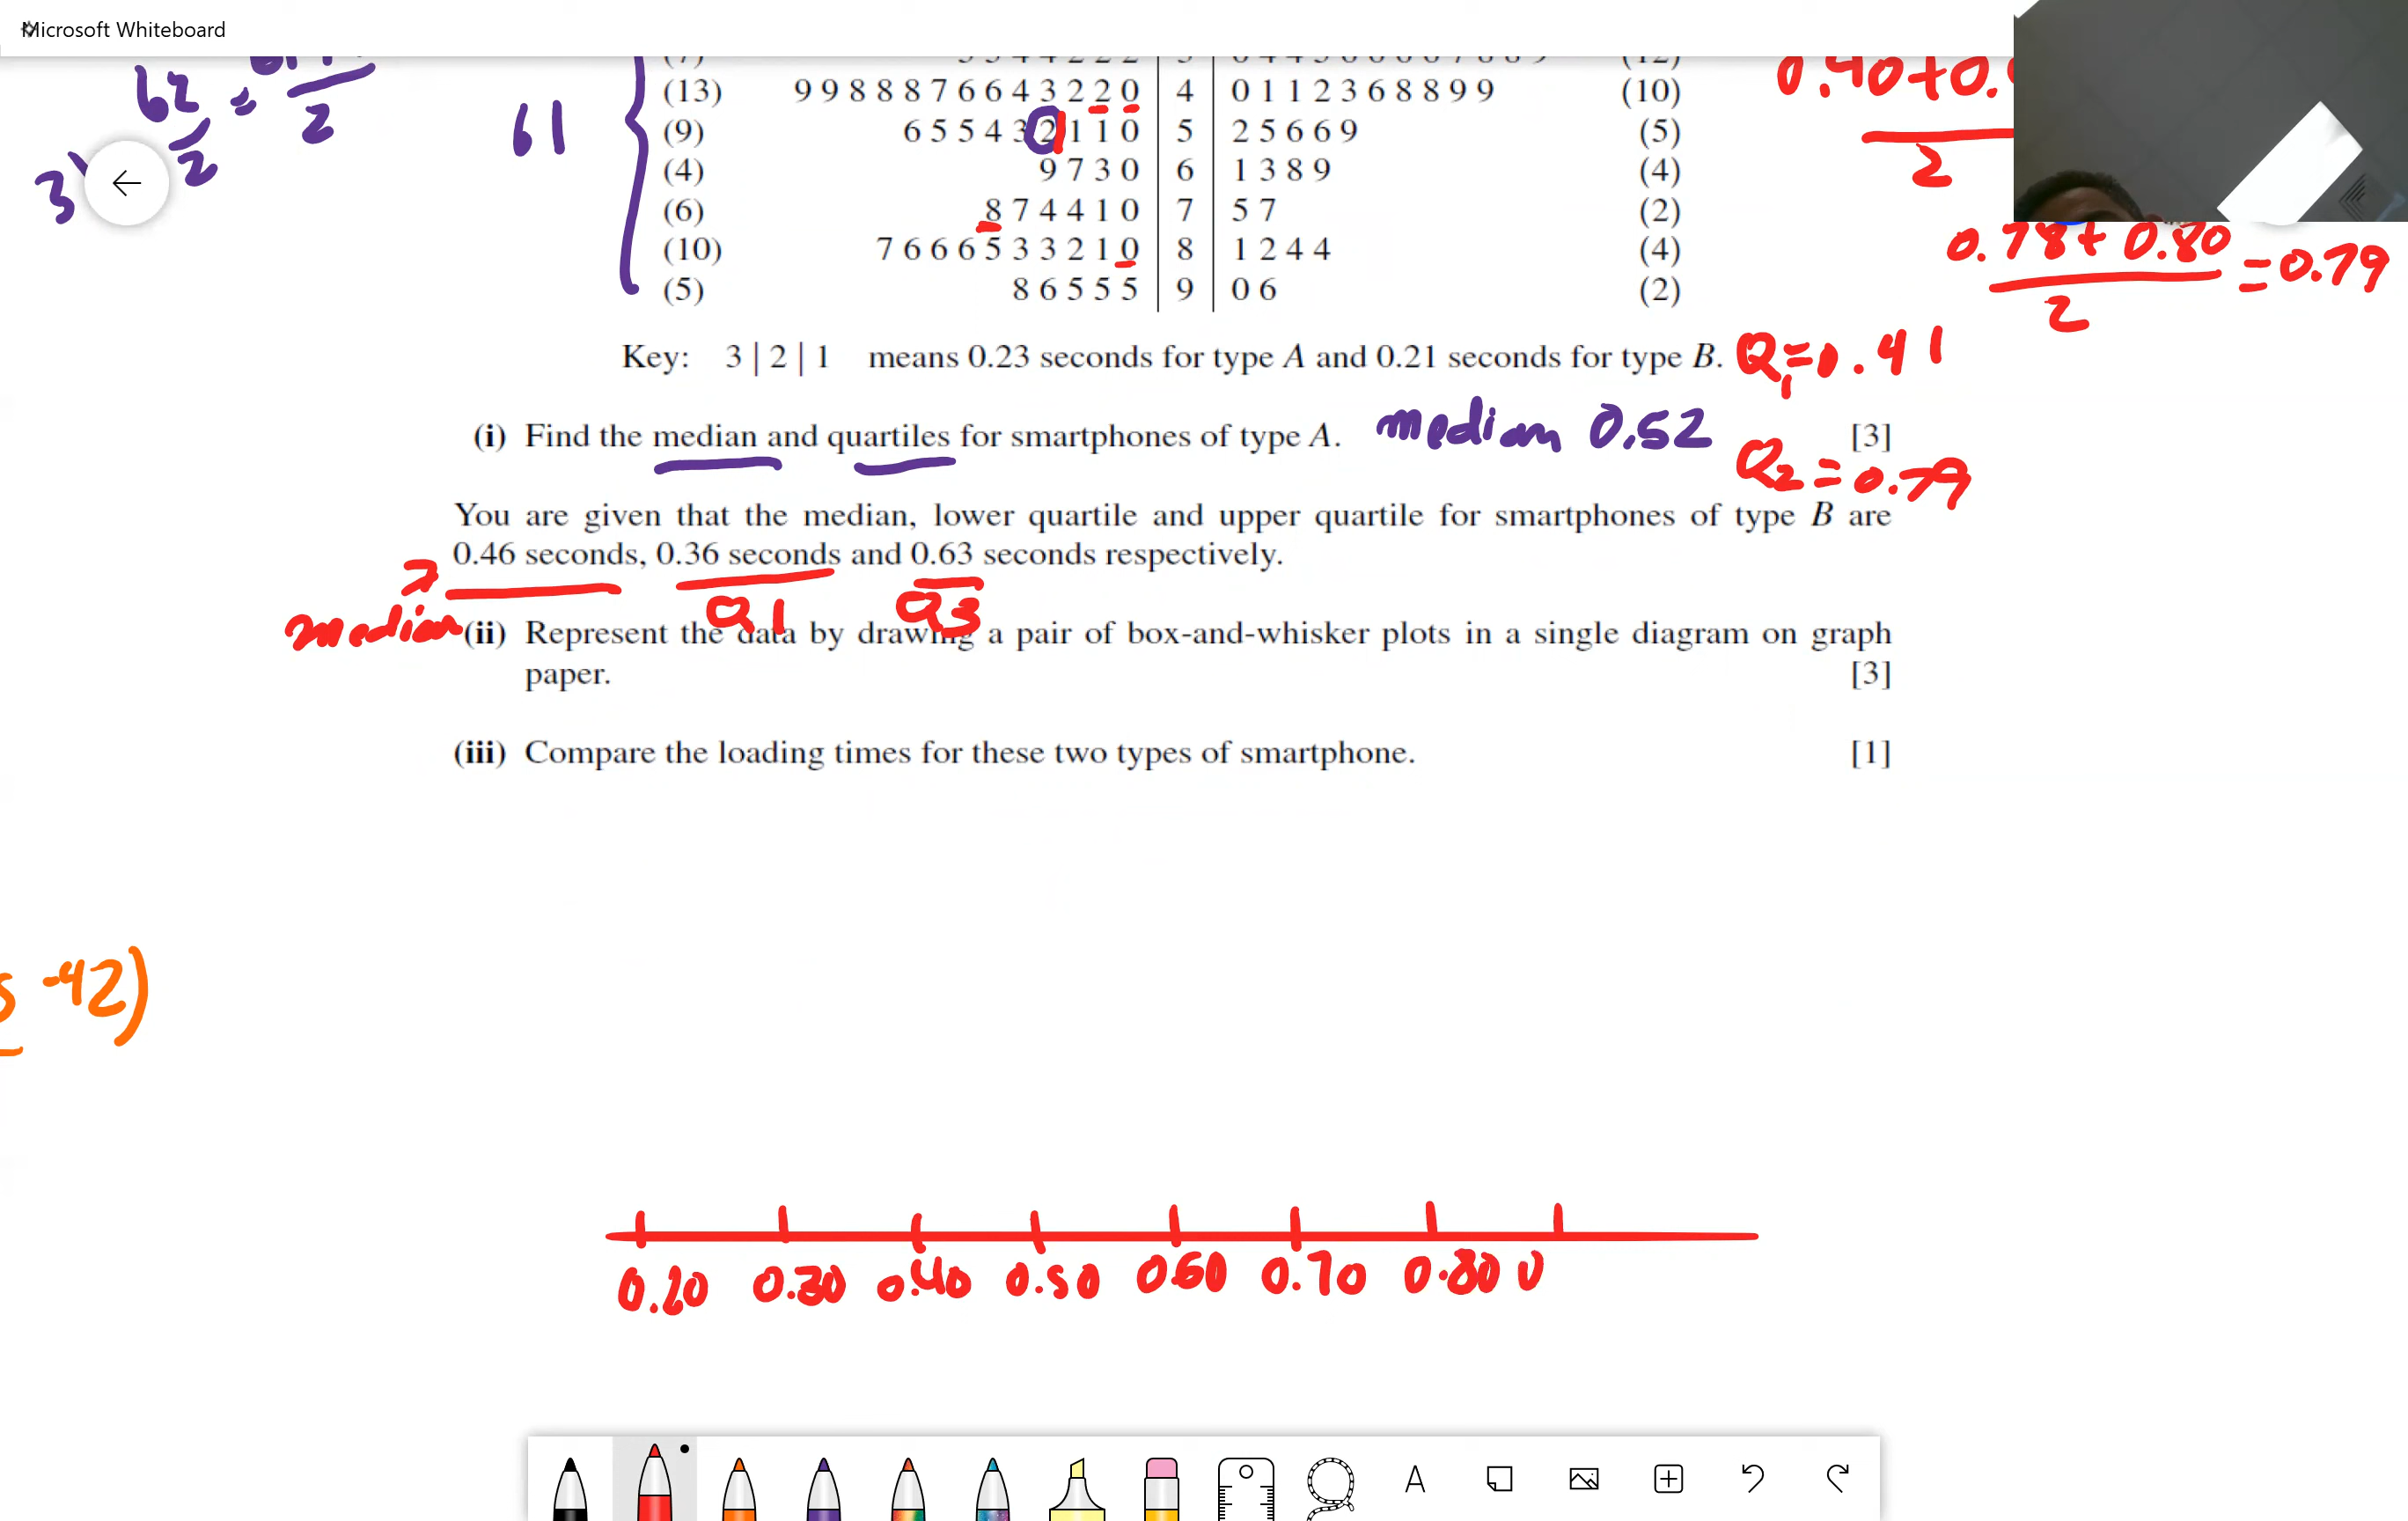 Microsoft Whiteboard
62/2 =
2
61
3
(13) 9 9 8 8 8 7 6 6 4 3 2 2 0 | 4 | 0 1 1 2 3 6 8 8 9 9 (10)
(9) 6 5 5 4 3 2 1 1 0 | 5 | 2 5 6 6 9 (5)
(4) 9 7 3 0 | 6 | 1 3 8 9 (4)
(6) 8 7 4 4 1 0 | 7 | 5 7 (2)
(10) 7 6 6 6 5 3 3 2 1 0 | 8 | 1 2 4 4 (4)
(5) 8 6 5 5 5 | 9 | 0 6 (2)
0.40+0.
2
0.78+ 0.80
2
=0.79
Key: 3 | 2 | 1 means 0.23 seconds for type A and 0.21 seconds for type B.
Q1=0.41
(i) Find the median and quartiles for smartphones of type A. [3]
median 0.52
Q2=0.79
You are given that the median, lower quartile and upper quartile for smartphones of type B are
0.46 seconds, 0.36 seconds and 0.63 seconds respectively.
median
Q1
Q3
(ii) Represent the data by drawing a pair of box-and-whisker plots in a single diagram on graph
paper. [3]
(iii) Compare the loading times for these two types of smartphone. [1]
-42)
0.20 0.30 0.40 0.50 0.60 0.70 0.80 0
A